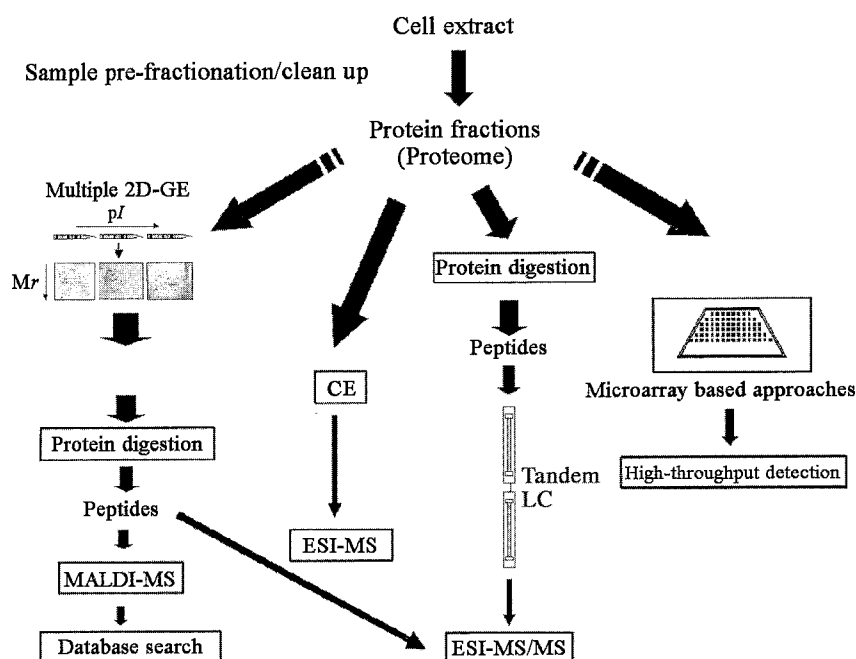 Cell extract
Sample pre-fractionation/clean up
Protein fractions
(Proteome)
Multiple 2D-GE
pI
Mr
Protein digestion
Peptides
MALDI-MS
Database search
CE
ESI-MS
Protein digestion
Peptides
Tandem
LC
ESI-MS/MS
Microarray based approaches
High-throughput detection